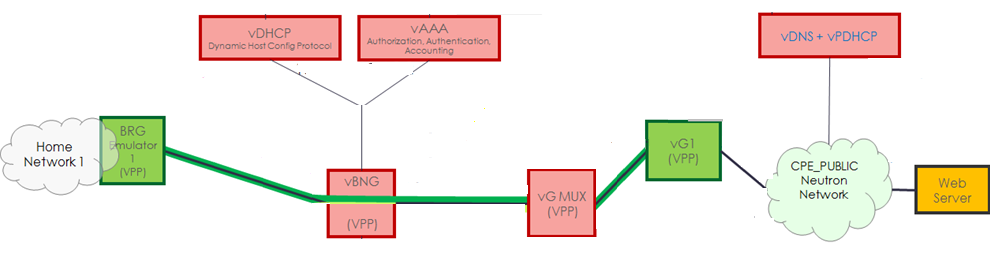 vDHCP
Dynamic Host Config Protocol
vAAA
Authorization, Authentication,
Accounting
vDNS + vPDHCP
Home
Network 1
BRG
Emulator
1
(VPP)
vBNG
(VPP)
vG MUX
(VPP)
vG1
(VPP)
CPE_PUBLIC
Neutron
Network
Web
Server